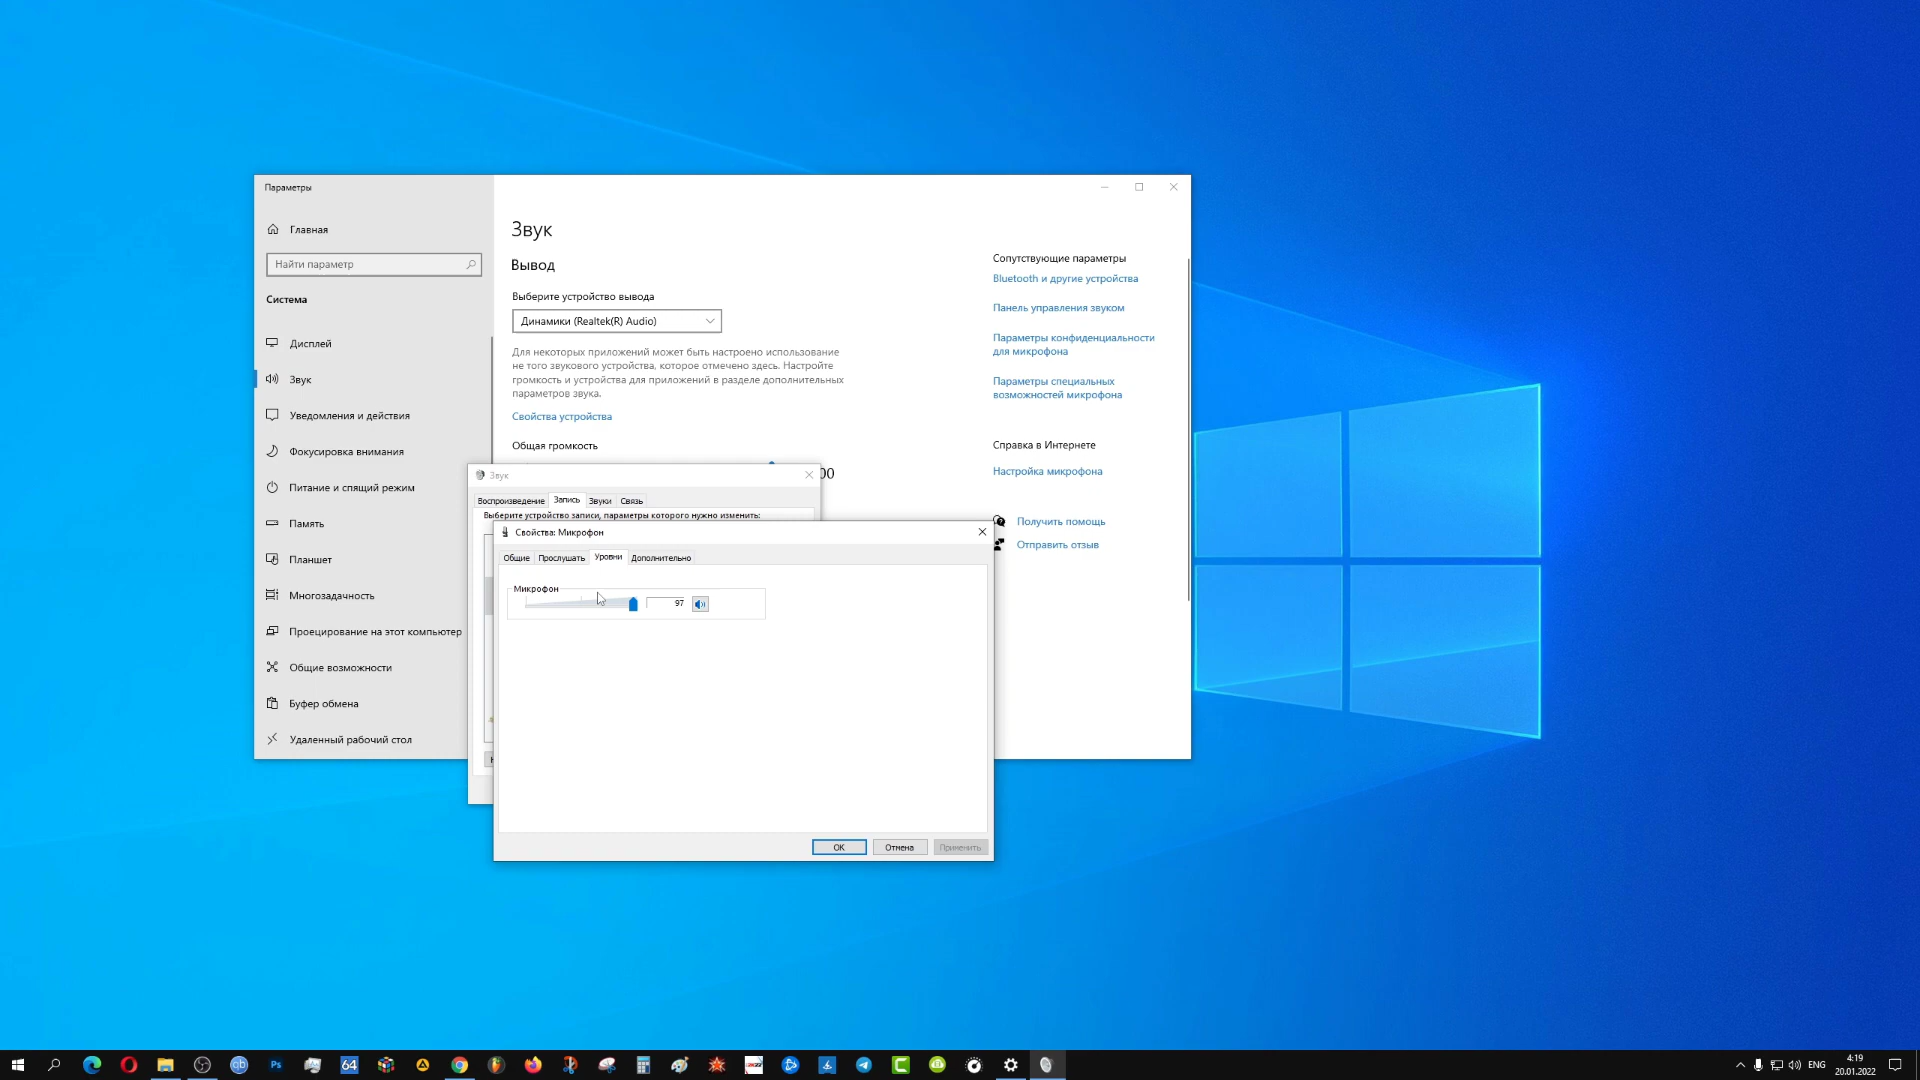 Параметры
Главная
Найти параметр
Система
Дисплей
Звук
Уведомления и действия
Фокусировка внимания
Питание и спящий режим
Память
Планшет
Многозадачность
Проецирование на этот компьютер
Общие возможности
Буфер обмена
Удаленный рабочий стол
Звук
Вывод
Выберите устройство вывода
Динамики (Realtek(R) Audio)
Для некоторых приложений может быть настроено использование
не того звукового устройства, которое отмечено здесь. Настройте
громкость и устройства для приложений в разделе дополнительных
параметров звука.
Свойства устройства
Общая громкость
00
Сопутствующие параметры
Bluetooth и другие устройства
Панель управления звуком
Параметры конфиденциальности
для микрофона
Параметры специальных
возможностей микрофона
Справка в Интернете
Настройка микрофона
Получить помощь
Отправить отзыв
Звук
Воспроизведение Запись Звуки Связь
Выберите устройство записи, параметры которого нужно изменить:
Свойства: Микрофон
Общие Прослушать Уровни Дополнительно
Микрофон
97
OK Отмена Применить
qb Ps 64
ENG
4:19
20.01.2022